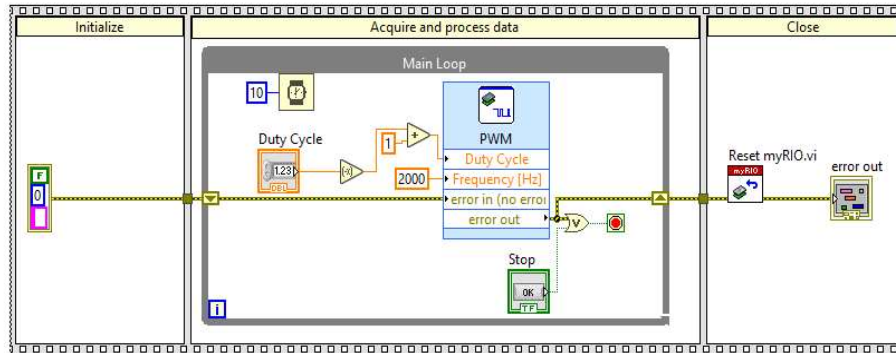 Initialize
Acquire and process data
Close
Main Loop
10
PWM
Duty Cycle
1
+
1.23
DBL
(-x)
Duty Cycle
2000
Frequency [Hz]
error in (no error
error out
F
0
Reset myRIO.vi
myRIO
error out
V
Stop
OK
TF
i